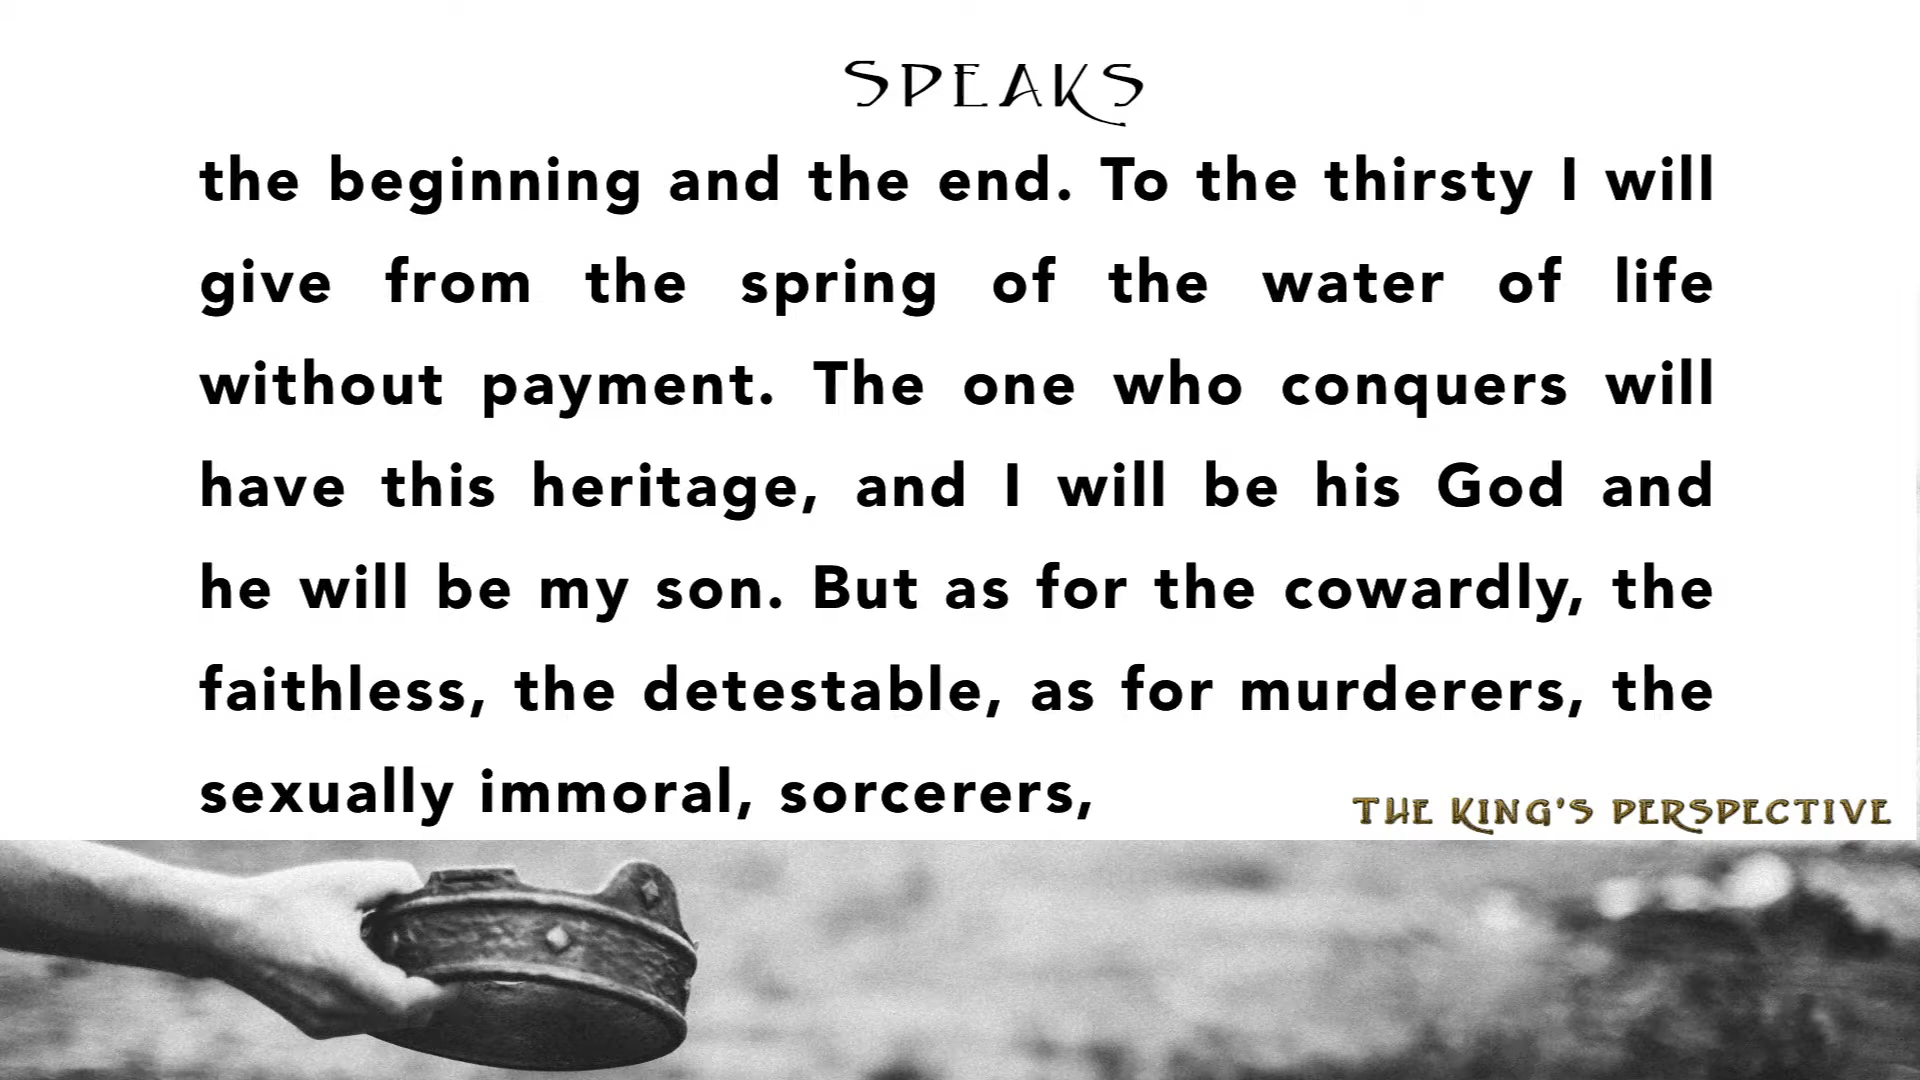 SPEAKS
the beginning and the end. To the thirsty I will
give from the spring of the water of life
without payment. The one who conquers will
have this heritage, and I will be his God and
he will be my son. But as for the cowardly, the
faithless, the detestable, as for murderers, the
sexually immoral, sorcerers,
THE KING'S PERSPECTIVE